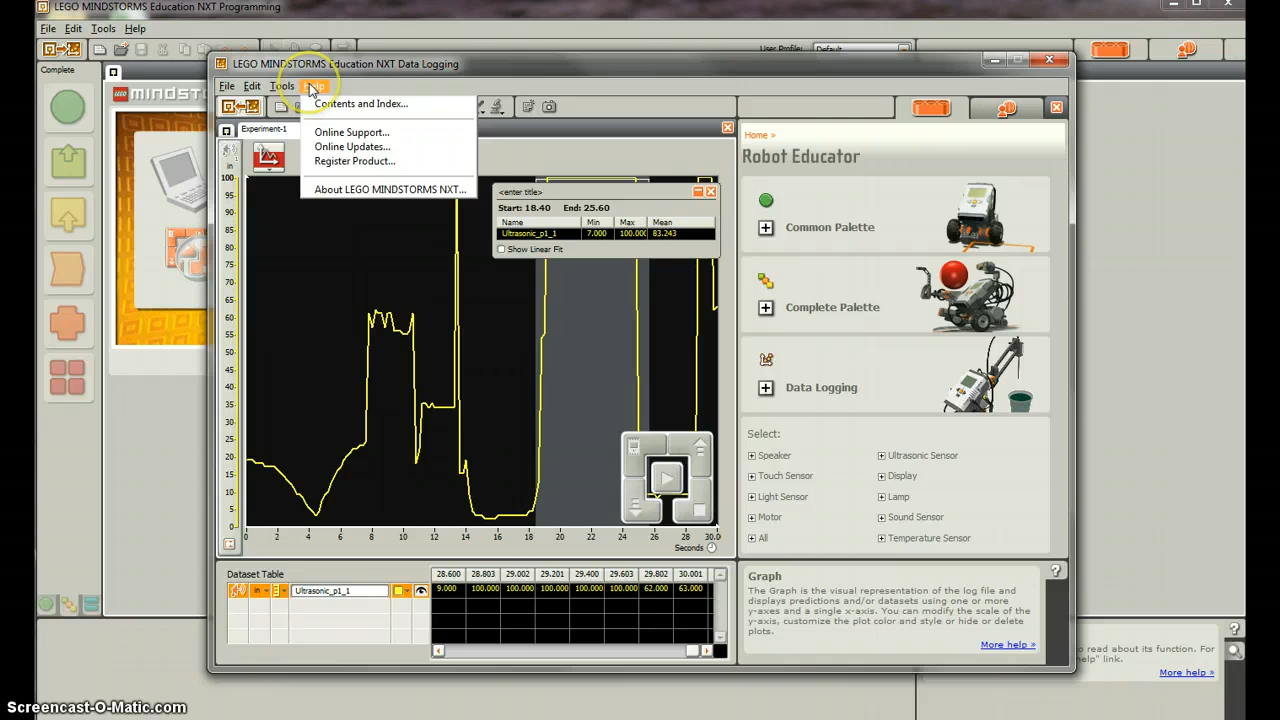 LEGO MINDSTORMS Education NXT Programming
File Edit Tools Help
User Profile: Default
Complete
LEGO MINDSTORMS Education NXT Data Logging
File Edit Tools Help
Contents and Index...
Online Support...
Online Updates...
Register Product...
About LEGO MINDSTORMS NXT...
Experiment-1
in
100
95
90
85
80
75
70
65
60
55
50
45
40
35
30
25
20
15
10
5
0
0 2 4 6 8 10 12 14 16 18 20 22 24 26 28 30.0
Seconds
<enter title>
Start: 18.40 End: 25.60
Name Min Max Mean
Ultrasonic_p1_1 7.000 100.000 83.243
Show Linear Fit
Home »
Robot Educator
Common Palette
Complete Palette
Data Logging
Select:
Speaker Ultrasonic Sensor
Touch Sensor Display
Light Sensor Lamp
Motor Sound Sensor
All Temperature Sensor
Dataset Table
28.600 28.803 29.002 29.201 29.400 29.603 29.802 30.001
in Ultrasonic_p1_1 9.000 100.000 100.000 100.000 100.000 100.000 62.000 63.000
Graph
The Graph is the visual representation of the log file and
displays predictions and/or datasets using one or more
y-axes and a single x-axis. You can modify the scale of the
y-axis, customize the plot color and style or hide or delete
plots.
More help »
to read about its function. For
help" link.
More help »
Screencast-O-Matic.com